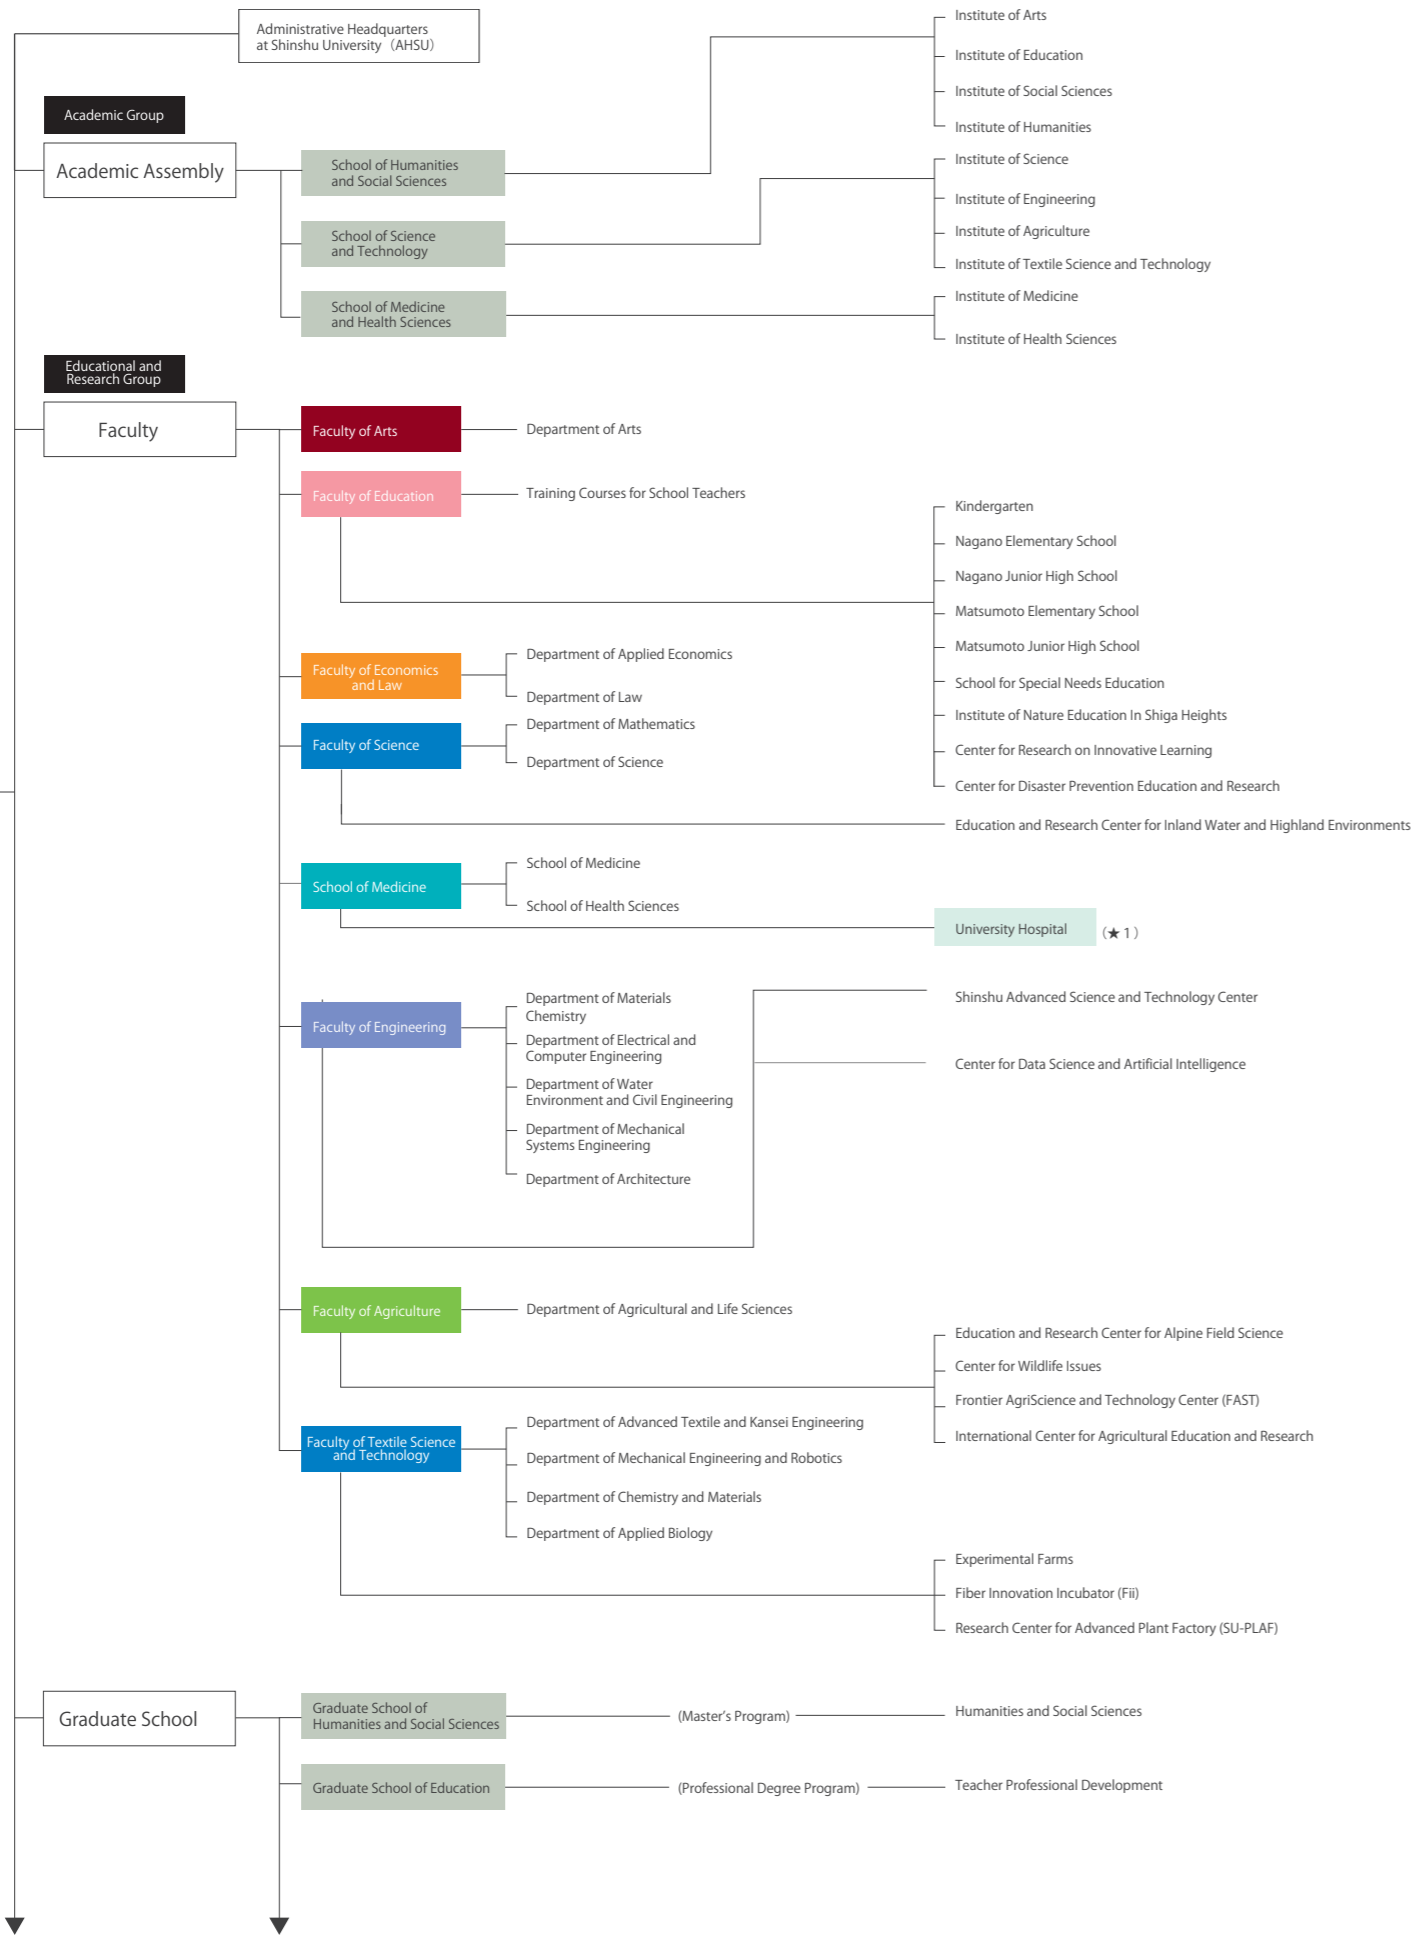 Administrative Headquarters
at Shinshu University（AHSU）
Academic Group
Academic Assembly
School of Humanities
and Social Sciences
Institute of Arts
Institute of Education
Institute of Social Sciences
Institute of Humanities
School of Science
and Technology
Institute of Science
Institute of Engineering
Institute of Agriculture
Institute of Textile Science and Technology
School of Medicine
and Health Sciences
Institute of Medicine
Institute of Health Sciences
Educational and
Research Group
Faculty
Faculty of Arts
Department of Arts
Faculty of Education
Training Courses for School Teachers
Kindergarten
Nagano Elementary School
Nagano Junior High School
Matsumoto Elementary School
Matsumoto Junior High School
School for Special Needs Education
Institute of Nature Education In Shiga Heights
Center for Research on Innovative Learning
Center for Disaster Prevention Education and Research
Faculty of Economics
and Law
Department of Applied Economics
Department of Law
Faculty of Science
Department of Mathematics
Department of Science
Education and Research Center for Inland Water and Highland Environments
School of Medicine
School of Medicine
School of Health Sciences
University Hospital
（★ 1）
Faculty of Engineering
Department of Materials
Chemistry
Department of Electrical and
Computer Engineering
Department of Water
Environment and Civil Engineering
Department of Mechanical
Systems Engineering
Department of Architecture
Shinshu Advanced Science and Technology Center
Center for Data Science and Artificial Intelligence
Faculty of Agriculture
Department of Agricultural and Life Sciences
Education and Research Center for Alpine Field Science
Center for Wildlife Issues
Frontier AgriScience and Technology Center (FAST)
International Center for Agricultural Education and Research
Faculty of Textile Science
and Technology
Department of Advanced Textile and Kansei Engineering
Department of Mechanical Engineering and Robotics
Department of Chemistry and Materials
Department of Applied Biology
Experimental Farms
Fiber Innovation Incubator (Fii)
Research Center for Advanced Plant Factory (SU-PLAF)
Graduate School
Graduate School of
Humanities and Social Sciences
(Master's Program)
Humanities and Social Sciences
Graduate School of Education
(Professional Degree Program)
Teacher Professional Development